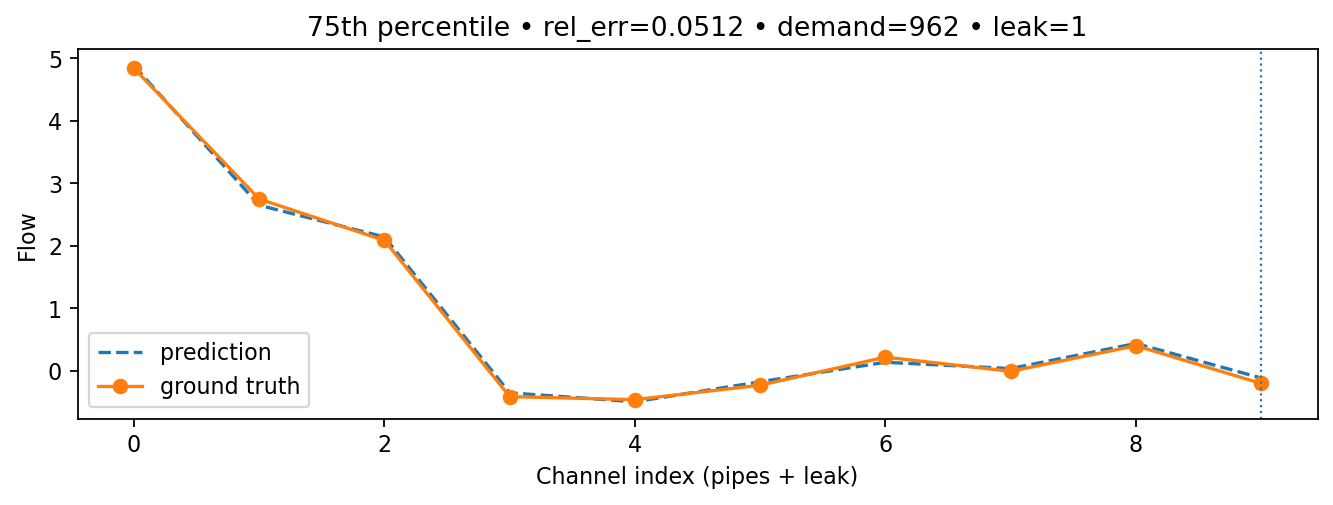 75th percentile • rel_err=0.0512 • demand=962 • leak=1
5
4
3
2
1
0
Flow
prediction
ground truth
0 2 4 6 8
Channel index (pipes + leak)